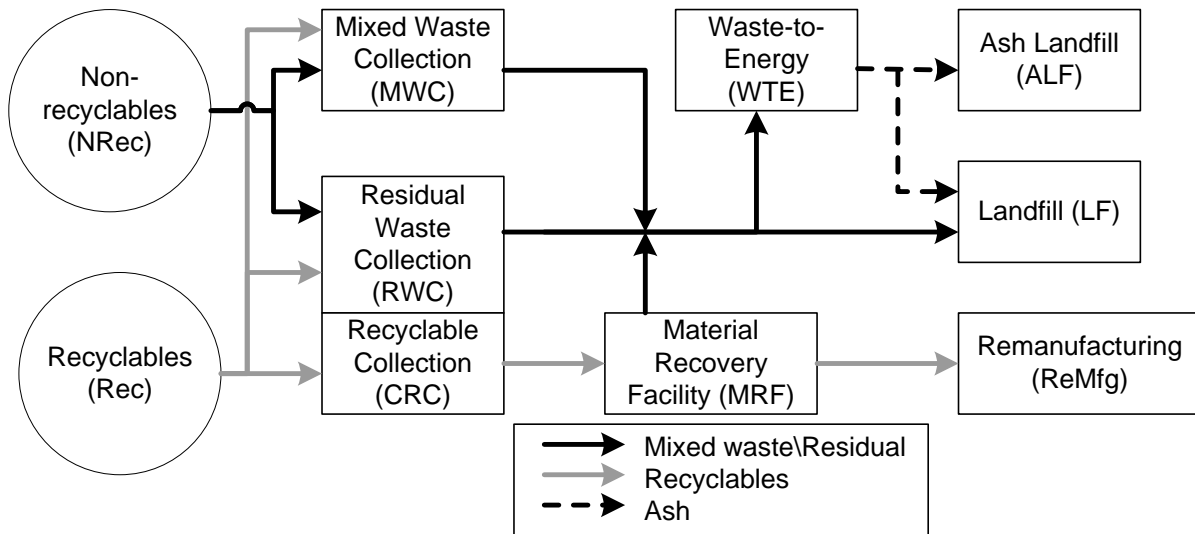 Non-
recyclables
(NRec)
Recyclables
(Rec)
Mixed Waste
Collection
(MWC)
Residual
Waste
Collection
(RWC)
Recyclable
Collection
(CRC)
Waste-to-
Energy
(WTE)
Material
Recovery
Facility (MRF)
Ash Landfill
(ALF)
Landfill (LF)
Remanufacturing
(ReMfg)
Mixed waste\Residual
Recyclables
Ash